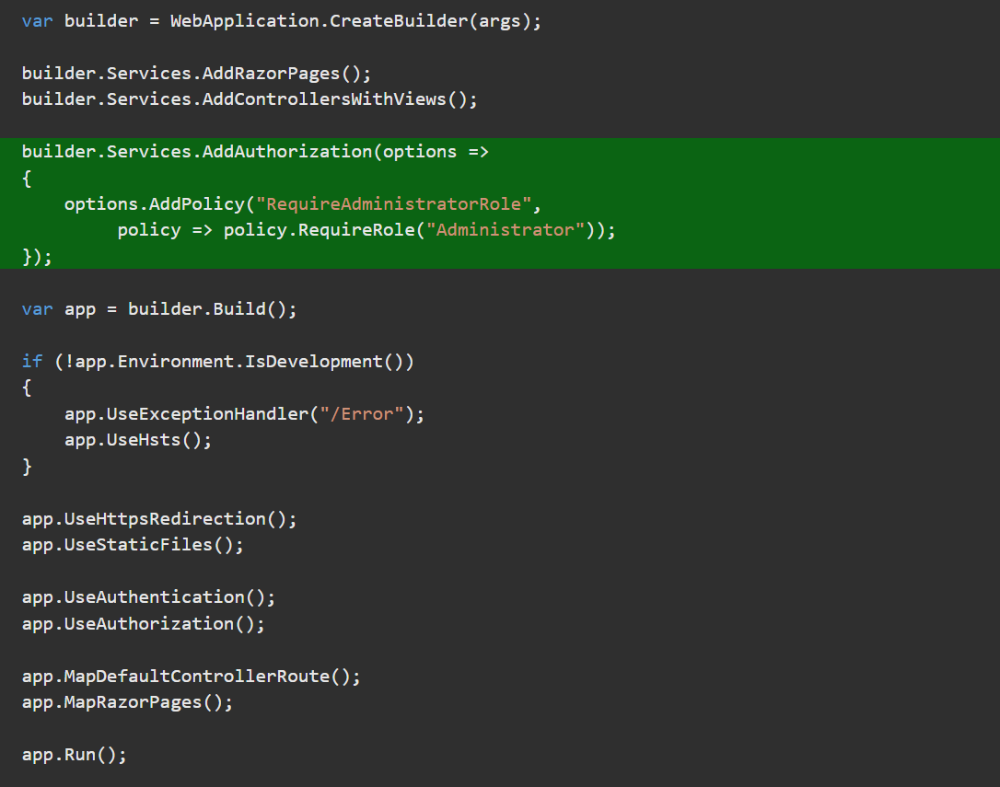 var builder = WebApplication.CreateBuilder(args);
builder.Services.AddRazorPages();
builder.Services.AddControllersWithViews();
builder.Services.AddAuthorization(options =>
{
    options.AddPolicy("RequireAdministratorRole",
         policy => policy.RequireRole("Administrator"));
});
var app = builder.Build();
if (!app.Environment.IsDevelopment())
{
    app.UseExceptionHandler("/Error");
    app.UseHsts();
}
app.UseHttpsRedirection();
app.UseStaticFiles();
app.UseAuthentication();
app.UseAuthorization();
app.MapDefaultControllerRoute();
app.MapRazorPages();
app.Run();